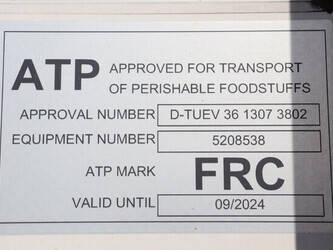 ATP APPROVED FOR TRANSPORT
OF PERISHABLE FOODSTUFFS
APPROVAL NUMBER D-TUEV 36 1307 3802
EQUIPMENT NUMBER 5208538
ATP MARK FRC
VALID UNTIL 09/2024